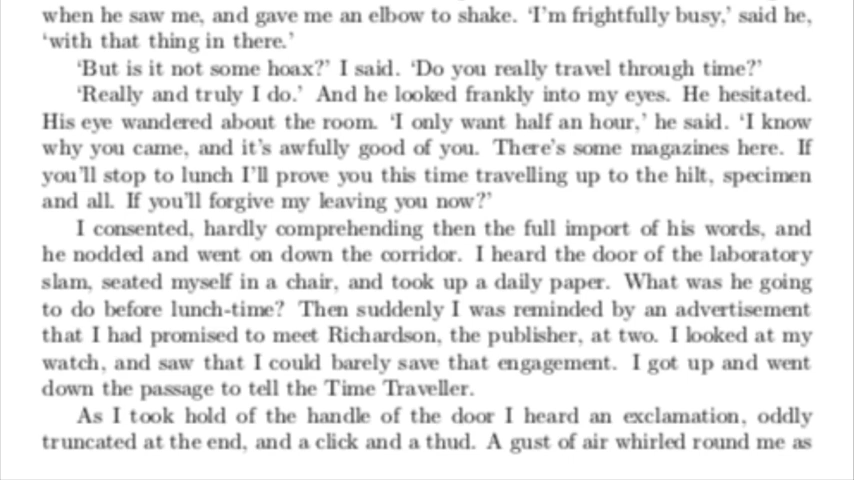 when he saw me, and gave me an elbow to shake. ‘I’m frightfully busy,’ said he,
‘with that thing in there.’
‘But is it not some hoax?’ I said. ‘Do you really travel through time?’
‘Really and truly I do.’ And he looked frankly into my eyes. He hesitated.
His eye wandered about the room. ‘I only want half an hour,’ he said. ‘I know
why you came, and it’s awfully good of you. There’s some magazines here. If
you’ll stop to lunch I’ll prove you this time travelling up to the hilt, specimen
and all. If you’ll forgive my leaving you now?’
I consented, hardly comprehending then the full import of his words, and
he nodded and went on down the corridor. I heard the door of the laboratory
slam, seated myself in a chair, and took up a daily paper. What was he going
to do before lunch-time? Then suddenly I was reminded by an advertisement
that I had promised to meet Richardson, the publisher, at two. I looked at my
watch, and saw that I could barely save that engagement. I got up and went
down the passage to tell the Time Traveller.
As I took hold of the handle of the door I heard an exclamation, oddly
truncated at the end, and a click and a thud. A gust of air whirled round me as